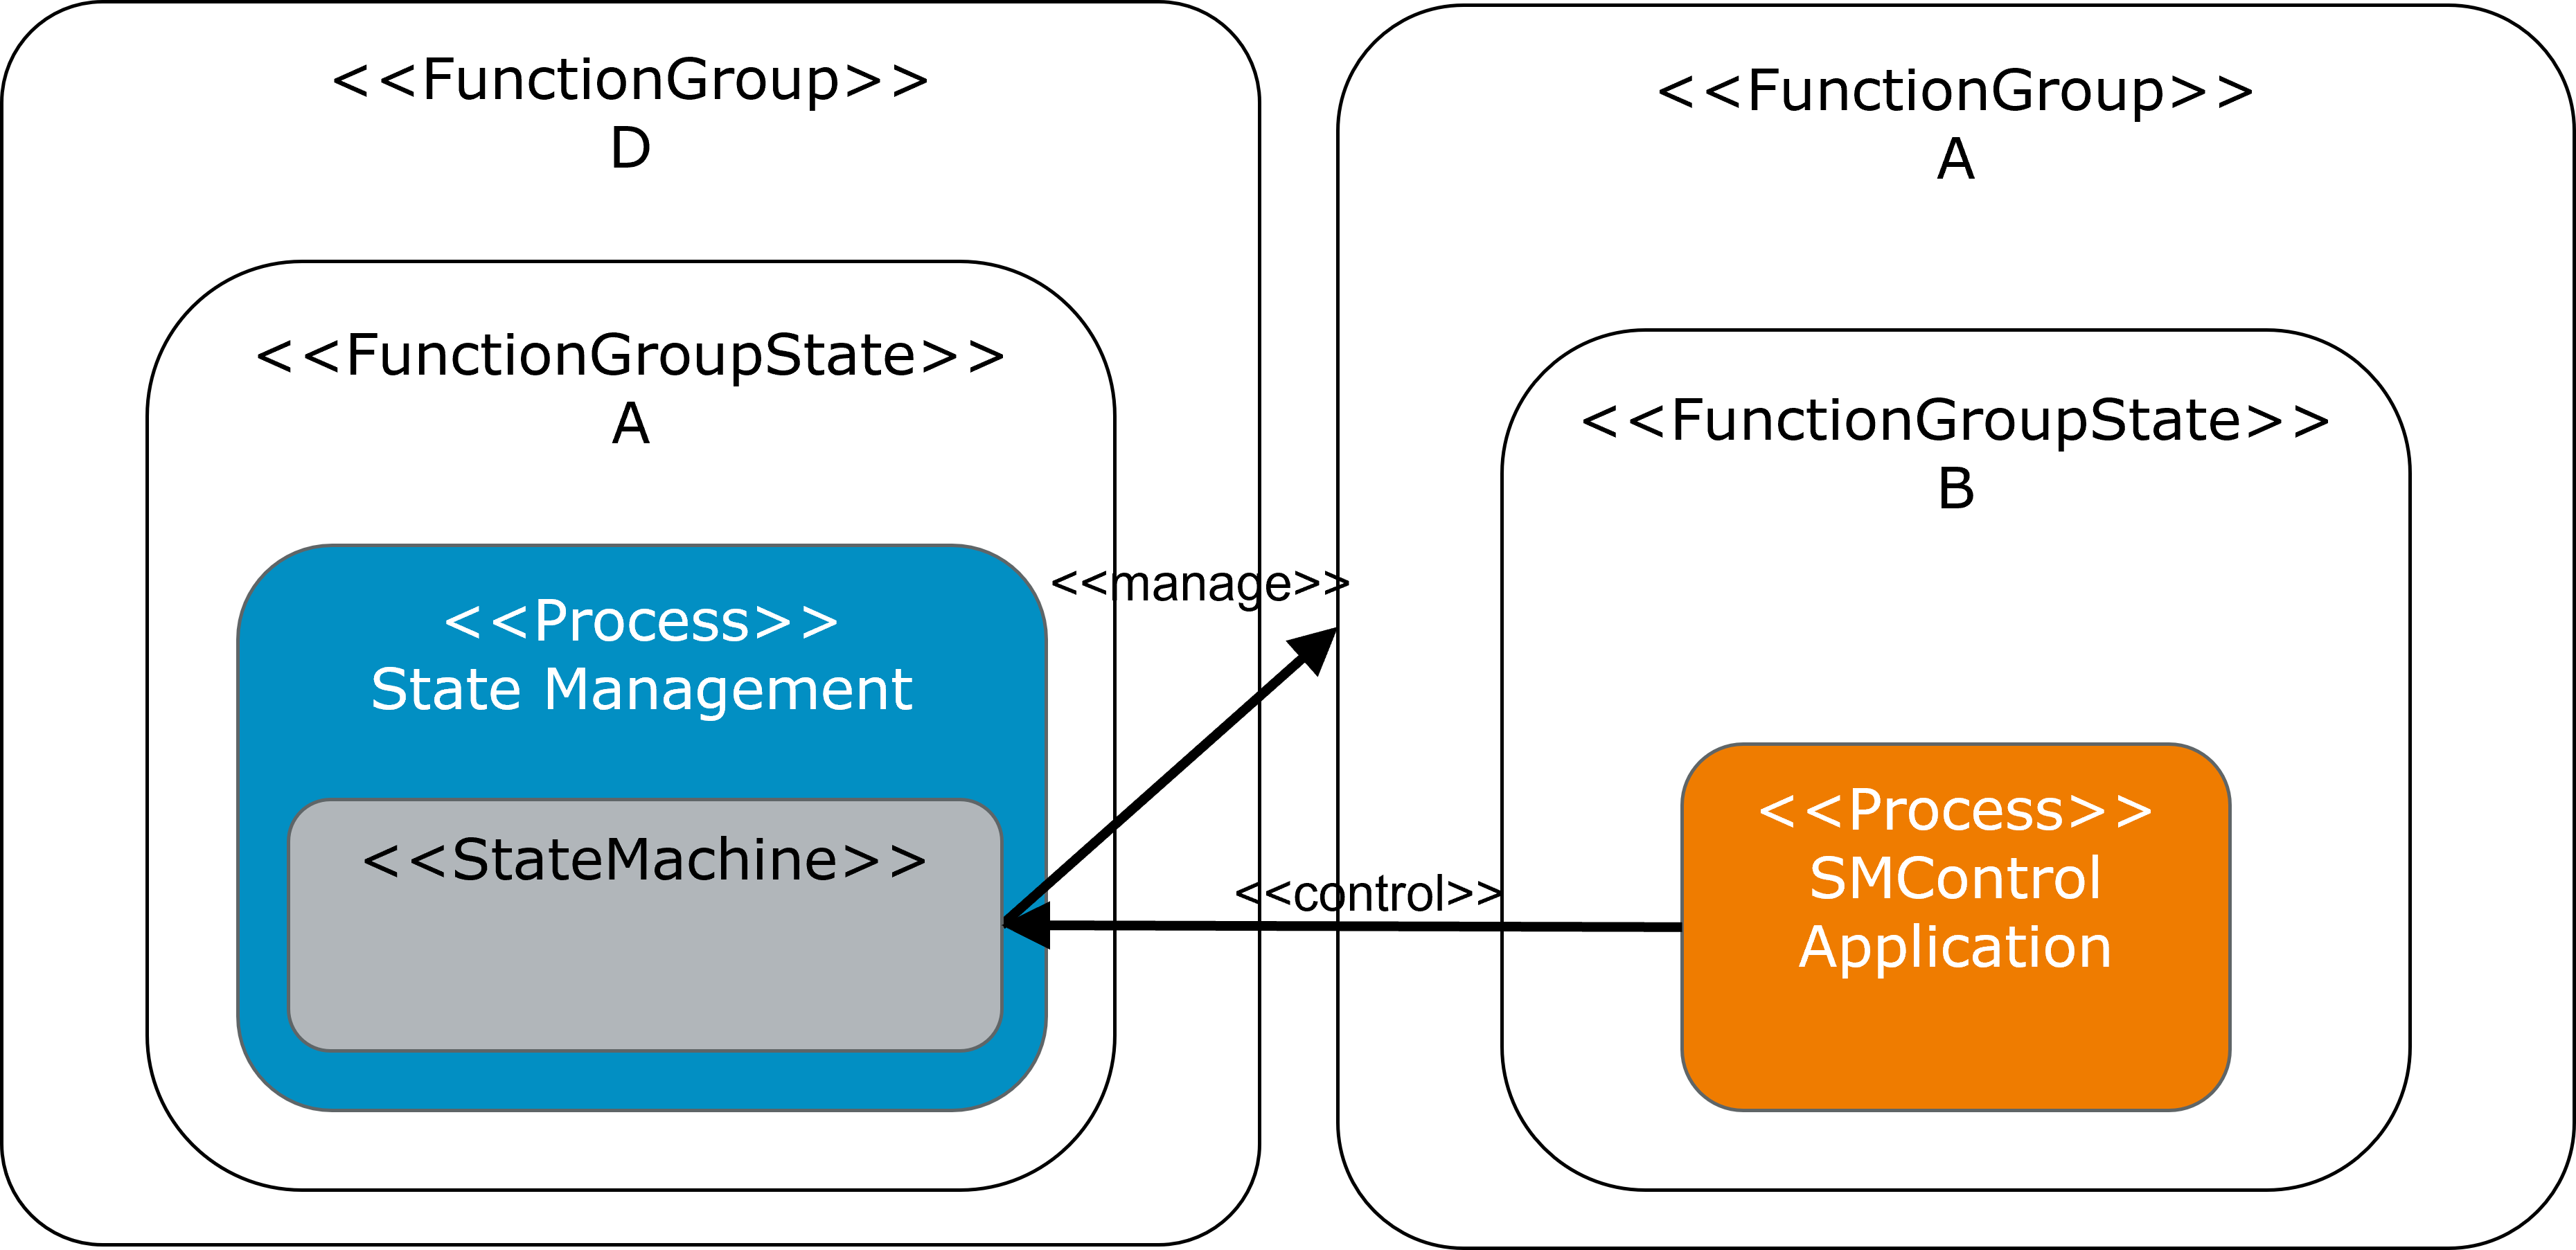 <<FunctionGroup>>
D
<<FunctionGroupState>>
A
<<Process>>
State Management
<<StateMachine>>
<<manage>>
<<control>>
<<FunctionGroup>>
A
<<FunctionGroupState>>
B
<<Process>>
SMControl
Application